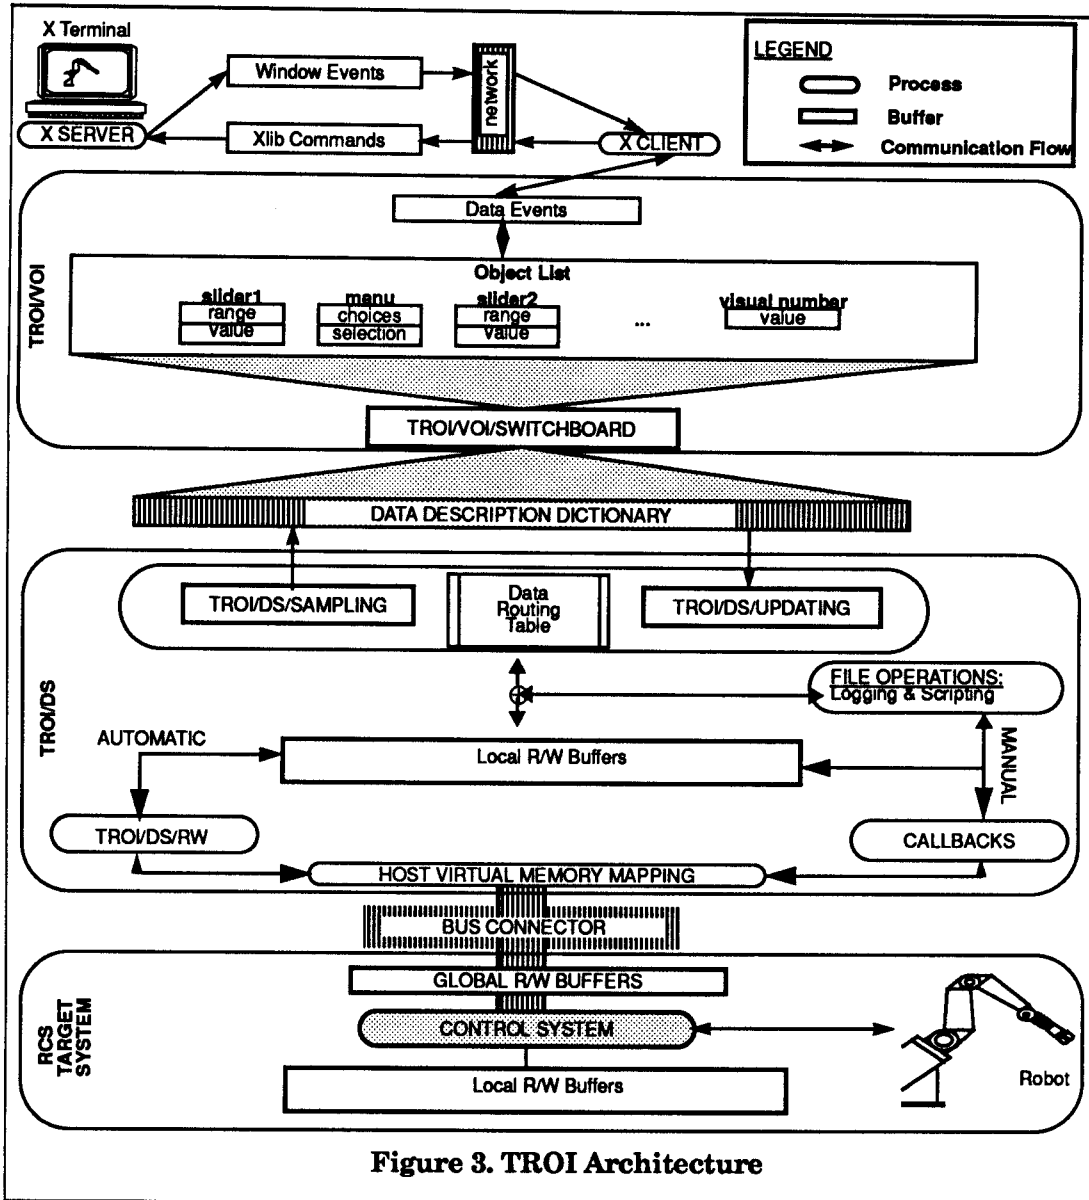 X Terminal
X SERVER
Window Events
Xlib Commands
network
X CLIENT
LEGEND
Process
Buffer
Communication Flow
TROI/VOI
Data Events
Object List
slider1
range
value
menu
choices
selection
slider2
range
value
...
visual number
value
TROI/VOI/SWITCHBOARD
DATA DESCRIPTION DICTIONARY
TROI/DS
TROI/DS/SAMPLING
Data
Routing
Table
TROI/DS/UPDATING
FILE OPERATIONS:
Logging & Scripting
AUTOMATIC
Local R/W Buffers
MANUAL
TROI/DS/RW
CALLBACKS
HOST VIRTUAL MEMORY MAPPING
BUS CONNECTOR
RCS
TARGET
SYSTEM
GLOBAL R/W BUFFERS
CONTROL SYSTEM
Local R/W Buffers
Robot
Figure 3. TROI Architecture